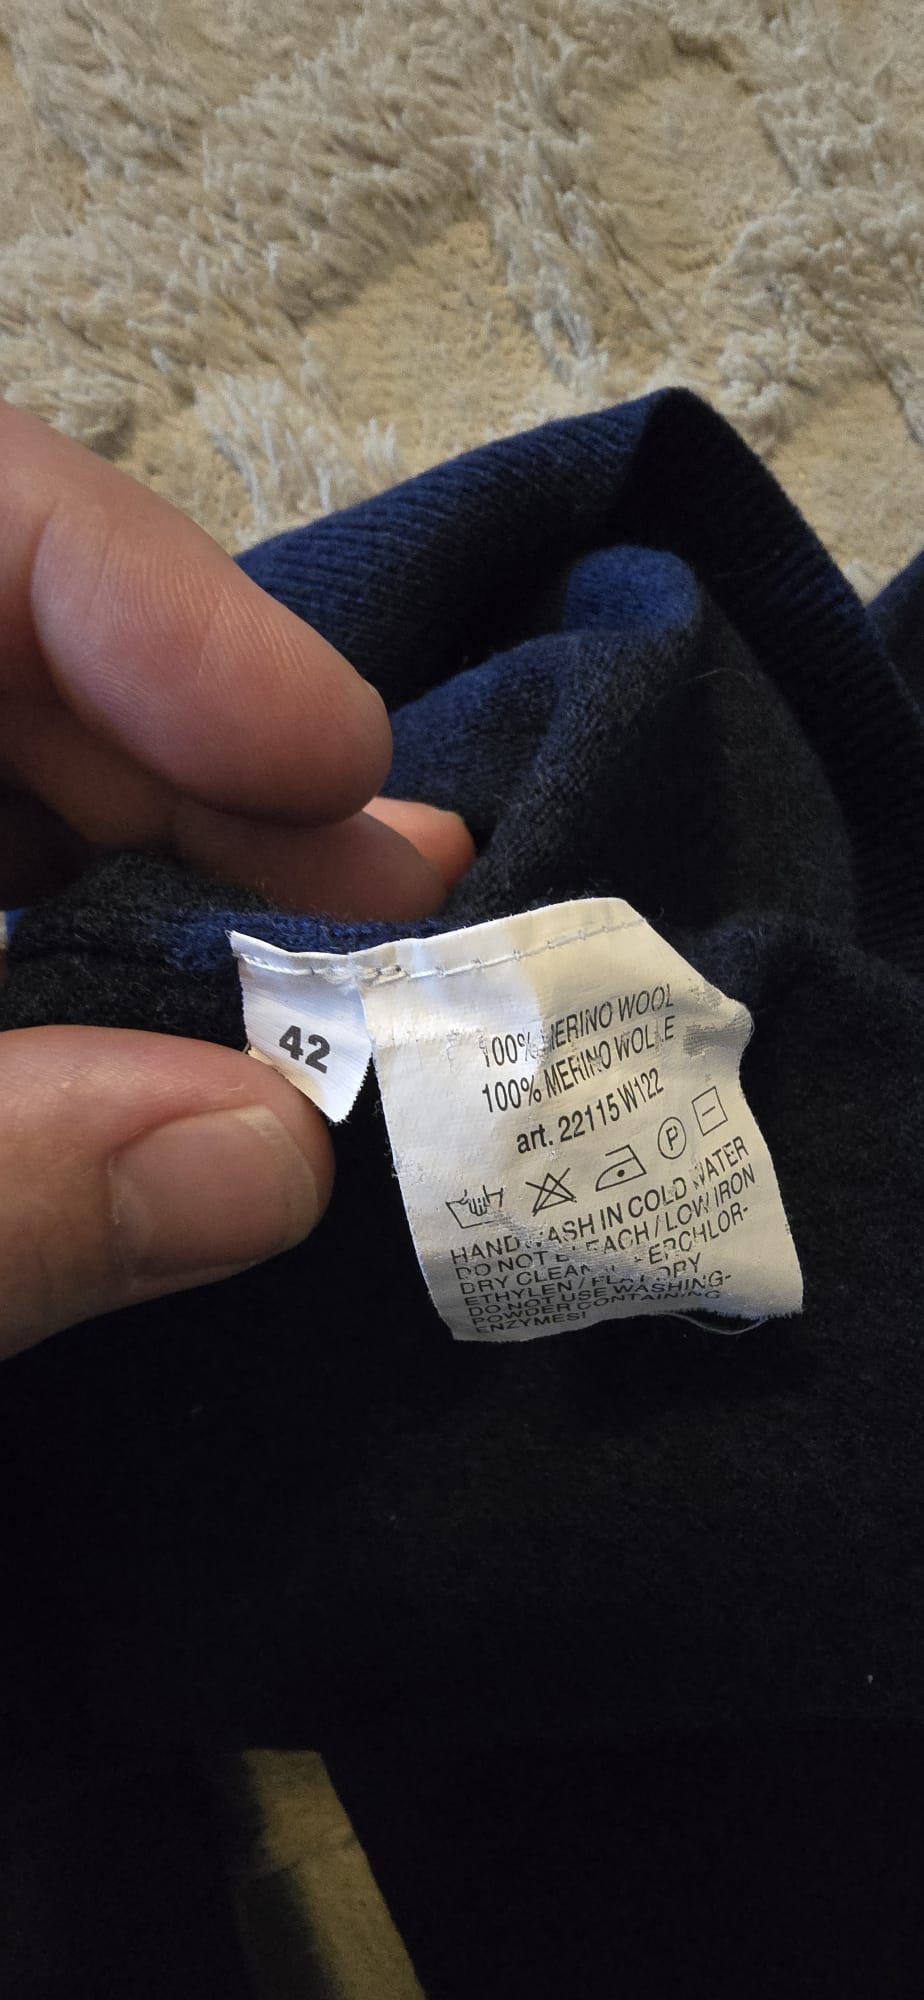 42
100% MERINO WOOL
100% MERINO WOLLE
art. 22115 W122
P
HAND WASH IN COLD WATER
DO NOT BLEACH / LOW IRON
DRY CLEAN PERCHLOR-
ETHYLEN / FLAT DRY
DO NOT USE WASHING-
POWDER CONTAINING
ENZYMES!